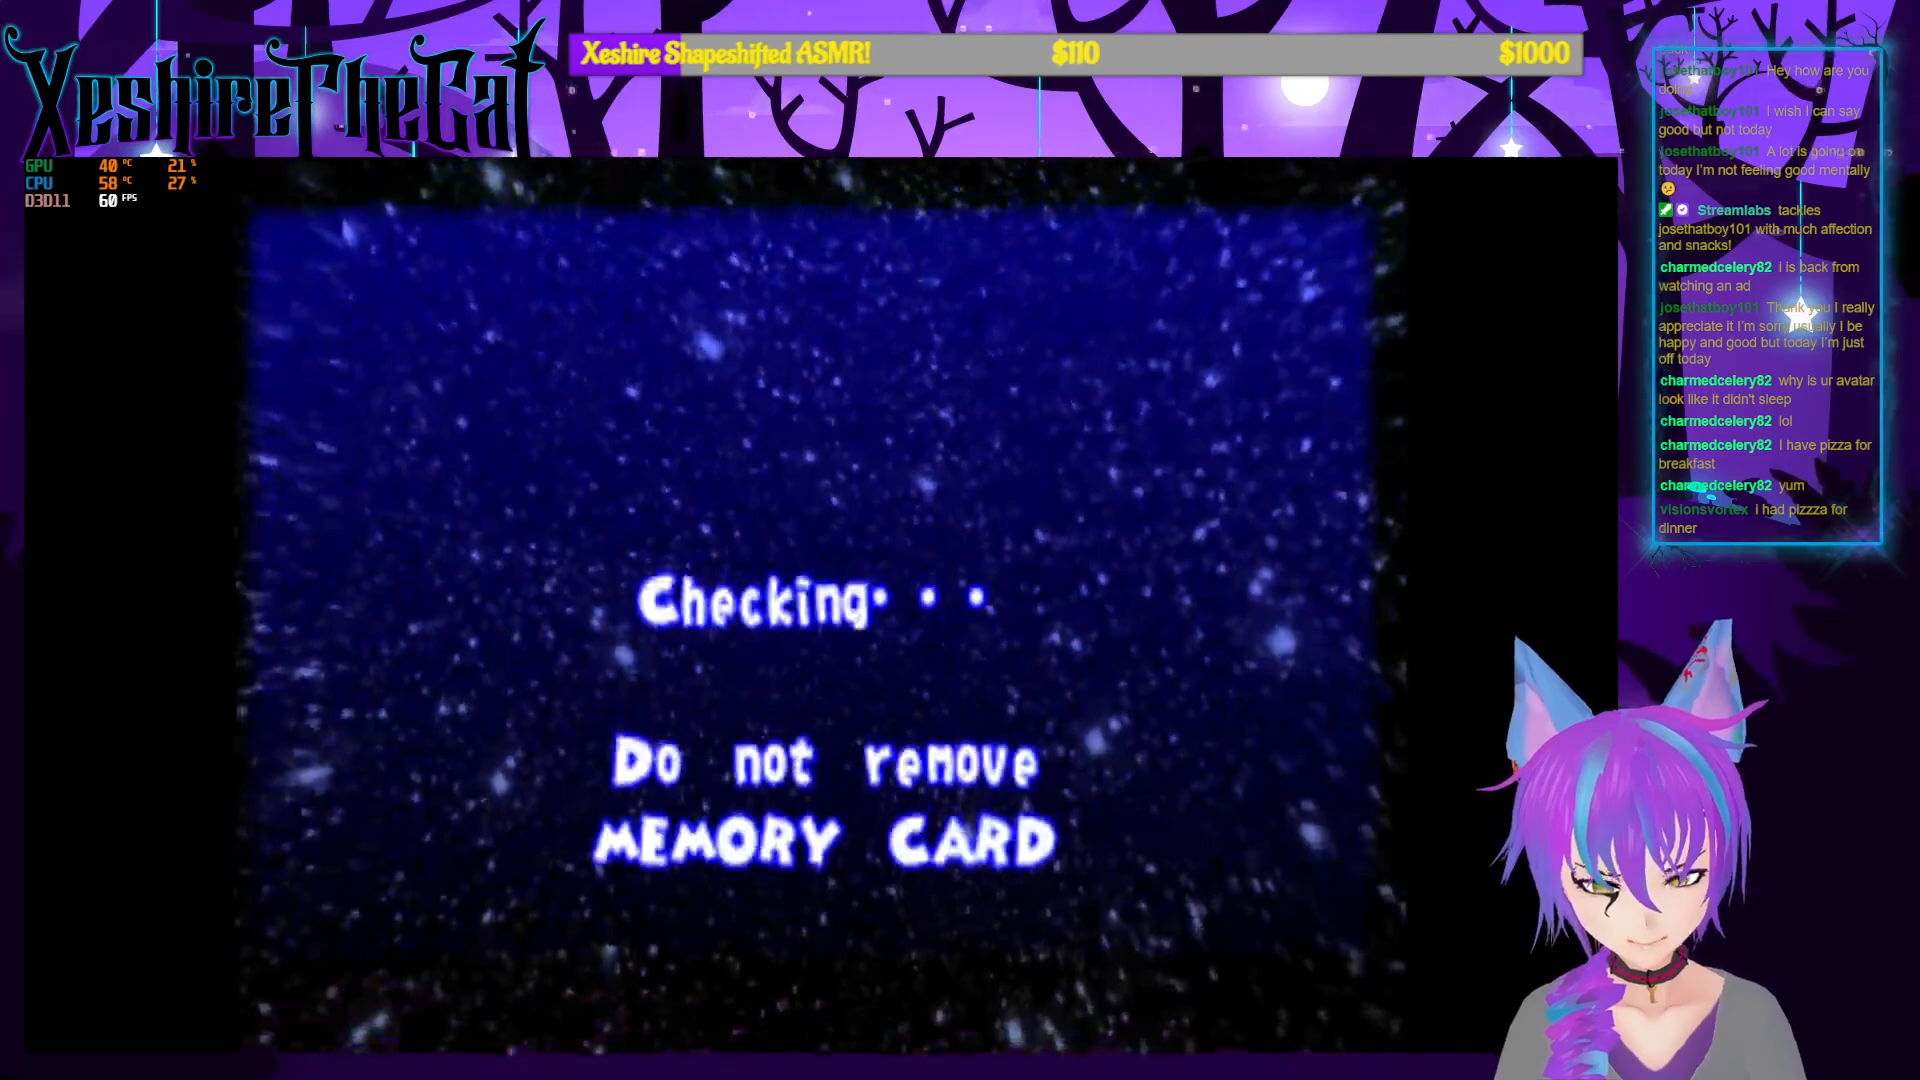 XeshireTheCat
Xeshire Shapeshifted ASMR! $110 $1000
GPU 40 °C 21 %
CPU 58 °C 27 %
D3D11 60 FPS
Checking...
Do not remove
MEMORY CARD
josethatboy101 Hey how are you
doing
josethatboy101 I wish I can say
good but not today
josethatboy101 A lot is going on
today I'm not feeling good mentally
Streamlabs tackles
josethatboy101 with much affection
and snacks!
charmedcelery82 i is back from
watching an ad
josethatboy101 Thank you I really
appreciate it I'm sorry usually I be
happy and good but today I'm just
off today
charmedcelery82 why is ur avatar
look like it didn't sleep
charmedcelery82 lol
charmedcelery82 I have pizza for
breakfast
charmedcelery82 yum
visionsvortex i had pizzza for
dinner